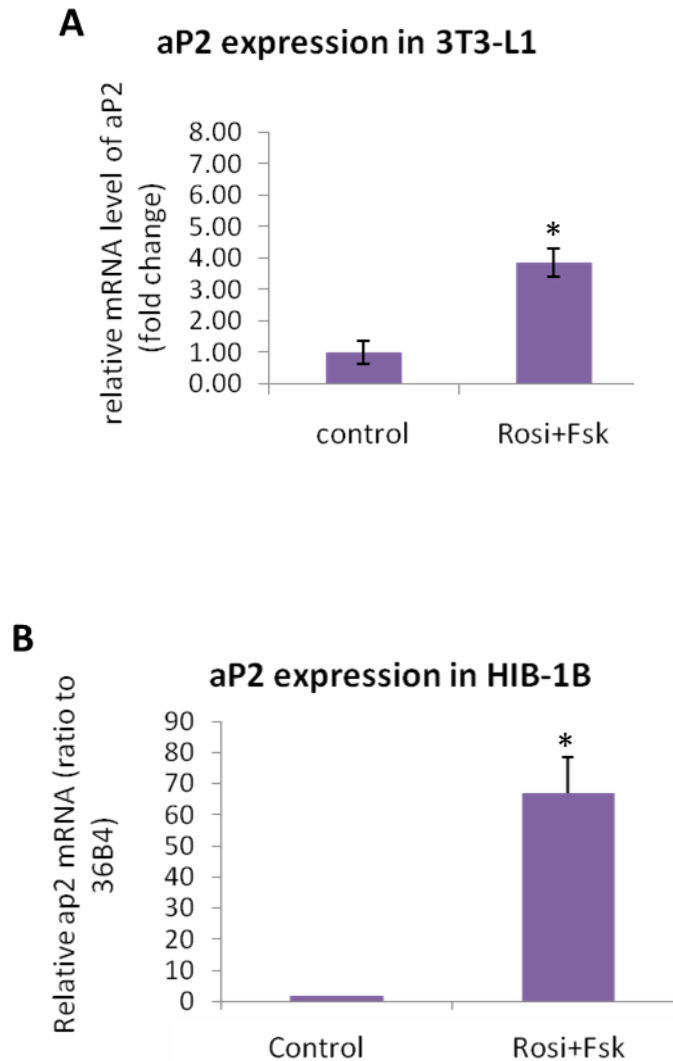 A
aP2 expression in 3T3-L1
relative mRNA level of aP2
(fold change)
8.00
7.00
6.00
5.00
4.00
3.00
2.00
1.00
0.00
*
control
Rosi+Fsk
B
aP2 expression in HIB-1B
Relative ap2 mRNA (ratio to
36B4)
90
80
70
60
50
40
30
20
10
0
*
Control
Rosi+Fsk